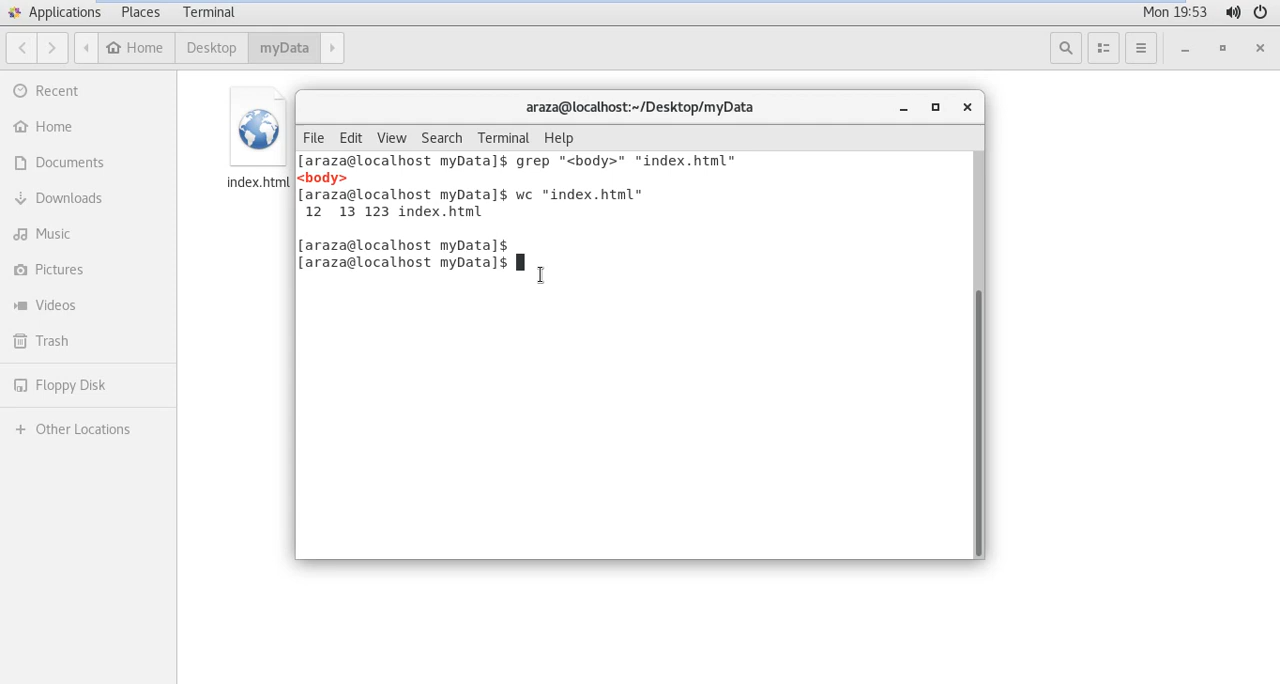 Applications Places Terminal Mon 19:53
Home Desktop myData
Recent
Home
Documents
Downloads
Music
Pictures
Videos
Trash
Floppy Disk
+ Other Locations
index.html
araza@localhost:~/Desktop/myData
File Edit View Search Terminal Help
[araza@localhost myData]$ grep "<body>" "index.html"
<body>
[araza@localhost myData]$ wc "index.html"
 12  13 123 index.html
[araza@localhost myData]$
[araza@localhost myData]$